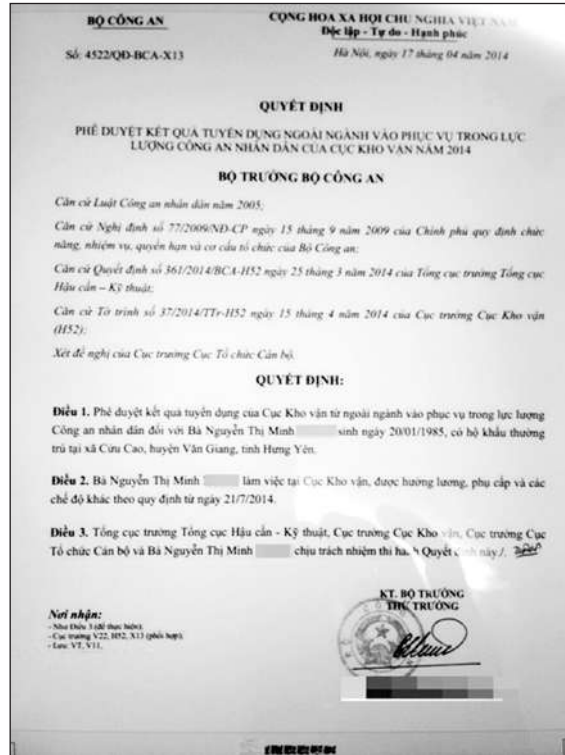 BỘ CÔNG AN
CỘNG HOA XA HỘI CHU NGHIA VIỆT NAM
Độc lập - Tự do - Hạnh phúc
Số: 4522/QĐ-BCA-X13
Hà Nội, ngày 17 tháng 04 năm 2014
QUYẾT ĐỊNH
PHÊ DUYỆT KẾT QUẢ TUYỂN DỤNG NGOÀI NGÀNH VÀO PHỤC VỤ TRONG LỰC
LƯỢNG CÔNG AN NHÂN DÂN CỦA CỤC KHO VẬN NĂM 2014
BỘ TRƯỞNG BỘ CÔNG AN
Căn cứ Luật Công an nhân dân năm 2005;
Căn cứ Nghị định số 77/2009/NĐ-CP ngày 15 tháng 9 năm 2009 của Chính phủ quy định chức
năng, nhiệm vụ, quyền hạn và cơ cấu tổ chức của Bộ Công an;
Căn cứ Quyết định số 361/2014/BCA-H52 ngày 25 tháng 3 năm 2014 của Tổng cục trưởng Tổng cục
Hậu cần – Kỹ thuật;
Căn cứ Tờ trình số 37/2014/TTr-H52 ngày 15 tháng 4 năm 2014 của Cục trưởng Cục Kho vận
(H52);
Xét đề nghị của Cục trưởng Cục Tổ chức Cán bộ.
QUYẾT ĐỊNH:
Điều 1. Phê duyệt kết quả tuyển dụng của Cục Kho vận từ ngoài ngành vào phục vụ trong lực lượng
Công an nhân dân đối với Bà Nguyễn Thị Minh sinh ngày 20/01/1985, có hộ khẩu thường
trú tại xã Cửu Cao, huyện Văn Giang, tỉnh Hưng Yên.
Điều 2. Bà Nguyễn Thị Minh làm việc tại Cục Kho vận, được hưởng lương, phụ cấp và các
chế độ khác theo quy định từ ngày 21/7/2014.
Điều 3. Tổng cục trưởng Tổng cục Hậu cần - Kỹ thuật, Cục trưởng Cục Kho vận, Cục trưởng Cục
Tổ chức Cán bộ và Bà Nguyễn Thị Minh chịu trách nhiệm thi hành Quyết định này./.
KT. BỘ TRƯỞNG
THỨ TRƯỞNG
Nơi nhận:
- Như Điều 3 (để thực hiện);
- Cục trưởng V22, H52, X13 (phối hợp);
- Lưu: VT, V11.